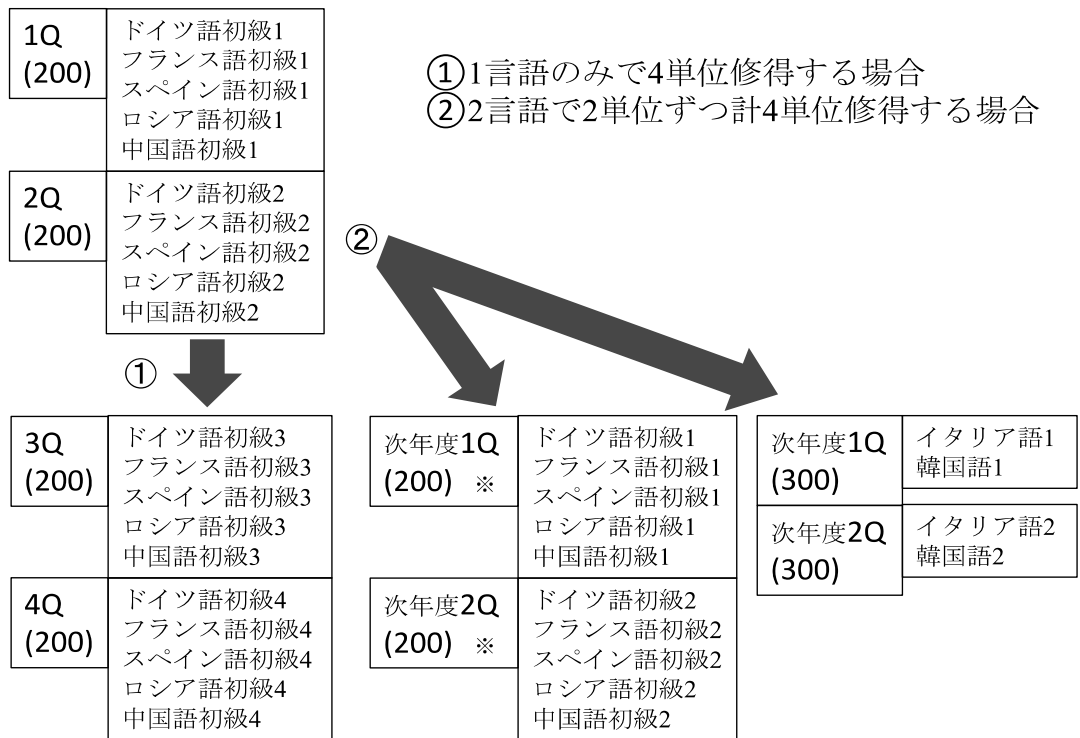 1Q
(200)
ドイツ語初級1
フランス語初級1
スペイン語初級1
ロシア語初級1
中国語初級1
①1言語のみで4単位修得する場合
②2言語で2単位ずつ計4単位修得する場合
2Q
(200)
ドイツ語初級2
フランス語初級2
スペイン語初級2
ロシア語初級2
中国語初級2
②
①
3Q
(200)
ドイツ語初級3
フランス語初級3
スペイン語初級3
ロシア語初級3
中国語初級3
4Q
(200)
ドイツ語初級4
フランス語初級4
スペイン語初級4
ロシア語初級4
中国語初級4
次年度1Q
(200) ※
ドイツ語初級1
フランス語初級1
スペイン語初級1
ロシア語初級1
中国語初級1
次年度2Q
(200) ※
ドイツ語初級2
フランス語初級2
スペイン語初級2
ロシア語初級2
中国語初級2
次年度1Q
(300)
イタリア語1
韓国語1
次年度2Q
(300)
イタリア語2
韓国語2